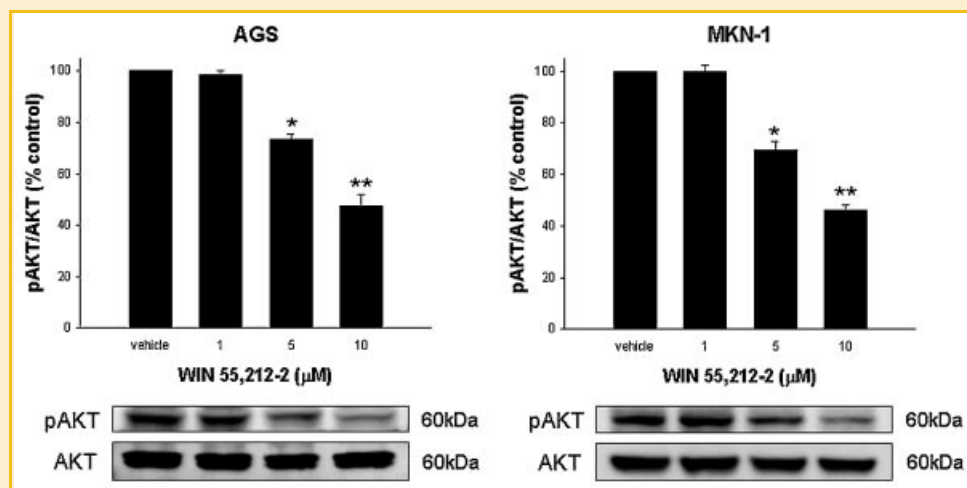 AGS
pAKT/AKT (% control)
100
80
60
40
20
0
*
**
vehicle 1 5 10
WIN 55,212-2 (μM)
pAKT 60kDa
AKT 60kDa
MKN-1
pAKT/AKT (% control)
100
80
60
40
20
0
*
**
vehicle 1 5 10
WIN 55,212-2 (μM)
pAKT 60kDa
AKT 60kDa